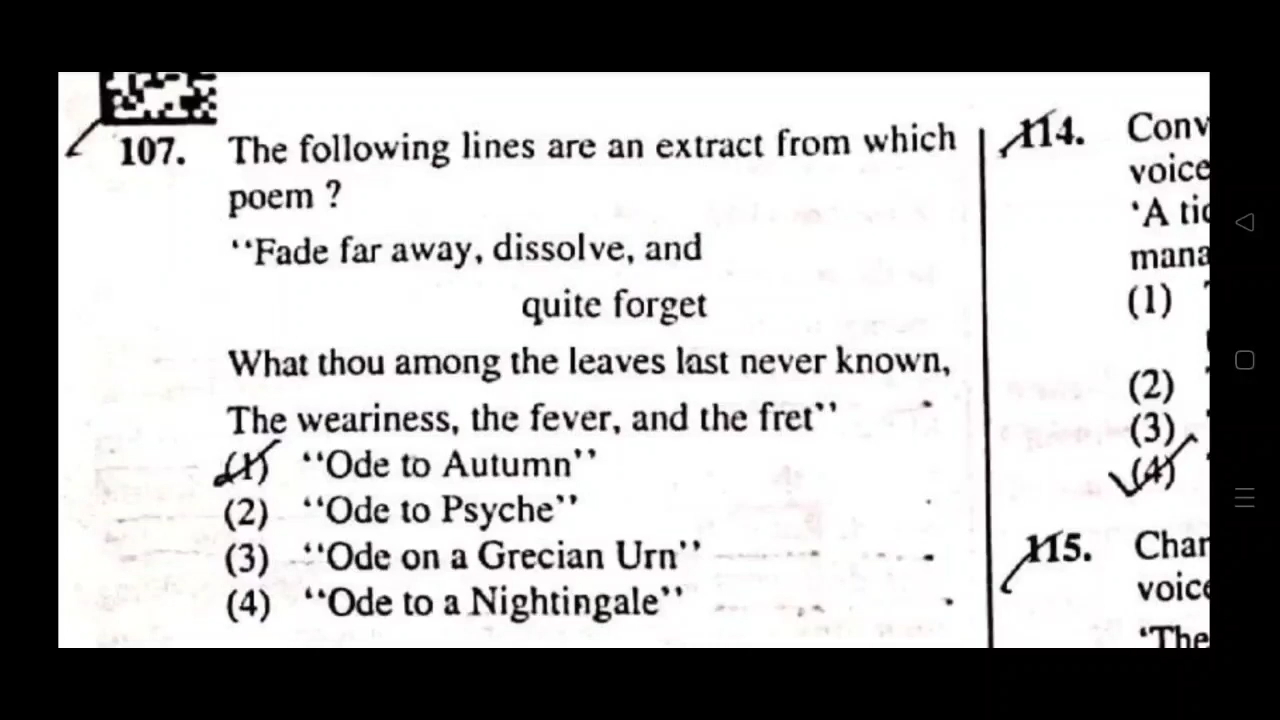 107. The following lines are an extract from which
poem ?
“Fade far away, dissolve, and
quite forget
What thou among the leaves last never known,
The weariness, the fever, and the fret”
(1) “Ode to Autumn”
(2) “Ode to Psyche”
(3) “Ode on a Grecian Urn”
(4) “Ode to a Nightingale”
114. Conv
voice
‘A tic
mana
(1)
(2)
(3)
(4)
115. Char
voice
‘The